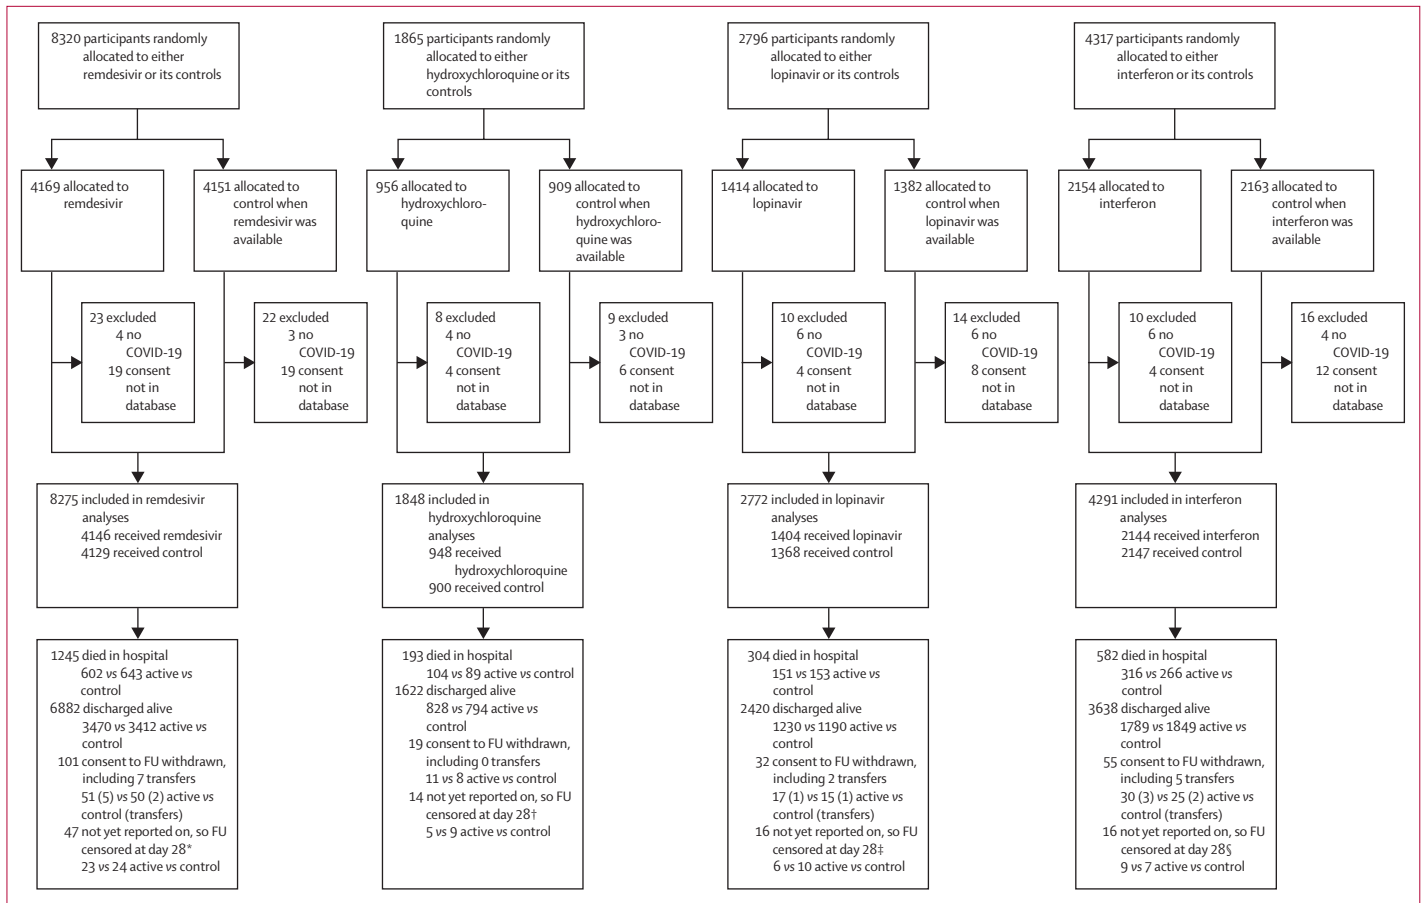 8320 participants randomly
allocated to either
remdesivir or its controls
1865 participants randomly
allocated to either
hydroxychloroquine or its
controls
2796 participants randomly
allocated to either
lopinavir or its controls
4317 participants randomly
allocated to either
interferon or its controls
4169 allocated to
remdesivir
4151 allocated to
control when
remdesivir was
available
956 allocated to
hydroxychloro-
quine
909 allocated to
control when
hydroxychloro-
quine was
available
1414 allocated to
lopinavir
1382 allocated to
control when
lopinavir was
available
2154 allocated to
interferon
2163 allocated to
control when
interferon was
available
23 excluded
4 no
COVID-19
19 consent
not in
database
22 excluded
3 no
COVID-19
19 consent
not in
database
8 excluded
4 no
COVID-19
4 consent
not in
database
9 excluded
3 no
COVID-19
6 consent
not in
database
10 excluded
6 no
COVID-19
4 consent
not in
database
14 excluded
6 no
COVID-19
8 consent
not in
database
10 excluded
6 no
COVID-19
4 consent
not in
database
16 excluded
4 no
COVID-19
12 consent
not in
database
8275 included in remdesivir
analyses
4146 received remdesivir
4129 received control
1848 included in
hydroxychloroquine
analyses
948 received
hydroxychloroquine
900 received control
2772 included in lopinavir
analyses
1404 received lopinavir
1368 received control
4291 included in interferon
analyses
2144 received interferon
2147 received control
1245 died in hospital
602 vs 643 active vs
control
6882 discharged alive
3470 vs 3412 active vs
control
101 consent to FU withdrawn,
including 7 transfers
51 (5) vs 50 (2) active vs
control (transfers)
47 not yet reported on, so FU
censored at day 28*
23 vs 24 active vs control
193 died in hospital
104 vs 89 active vs control
1622 discharged alive
828 vs 794 active vs
control
19 consent to FU withdrawn,
including 0 transfers
11 vs 8 active vs control
14 not yet reported on, so FU
censored at day 28†
5 vs 9 active vs control
304 died in hospital
151 vs 153 active vs
control
2420 discharged alive
1230 vs 1190 active vs
control
32 consent to FU withdrawn,
including 2 transfers
17 (1) vs 15 (1) active vs
control (transfers)
16 not yet reported on, so FU
censored at day 28‡
6 vs 10 active vs control
582 died in hospital
316 vs 266 active vs
control
3638 discharged alive
1789 vs 1849 active vs
control
55 consent to FU withdrawn,
including 5 transfers
30 (3) vs 25 (2) active vs
control (transfers)
16 not yet reported on, so FU
censored at day 28§
9 vs 7 active vs control